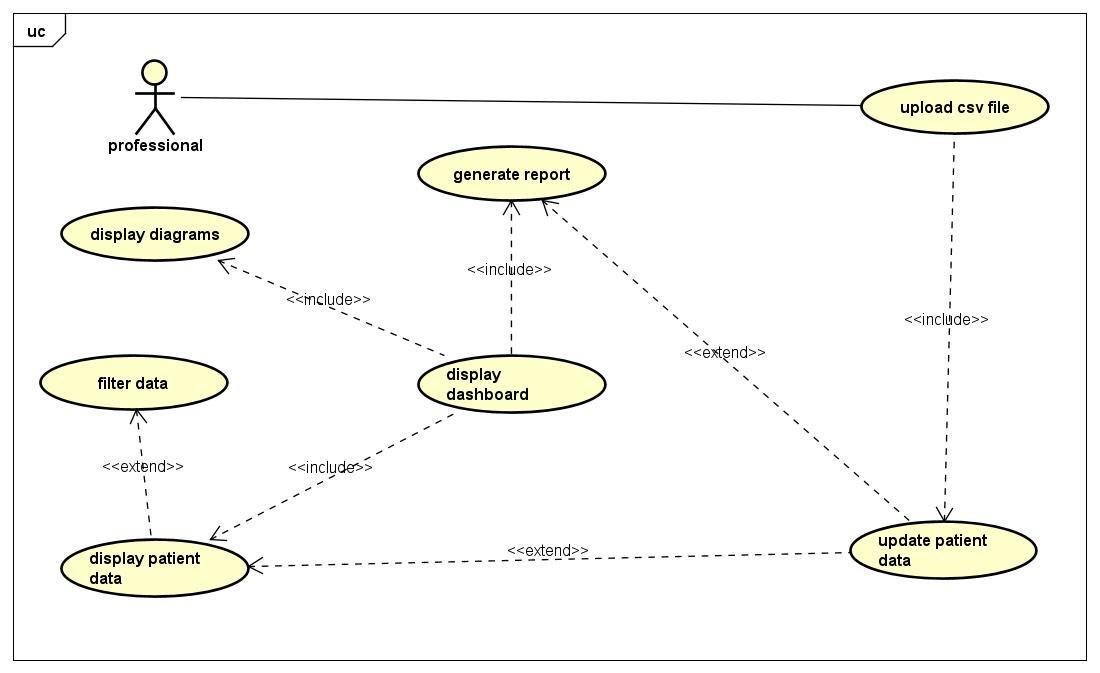 uc
professional
upload csv file
generate report
display diagrams
<<include>>
<<include>>
<<include>>
<<extend>>
display
dashboard
filter data
<<extend>>
<<include>>
display patient
data
<<extend>>
update patient
data